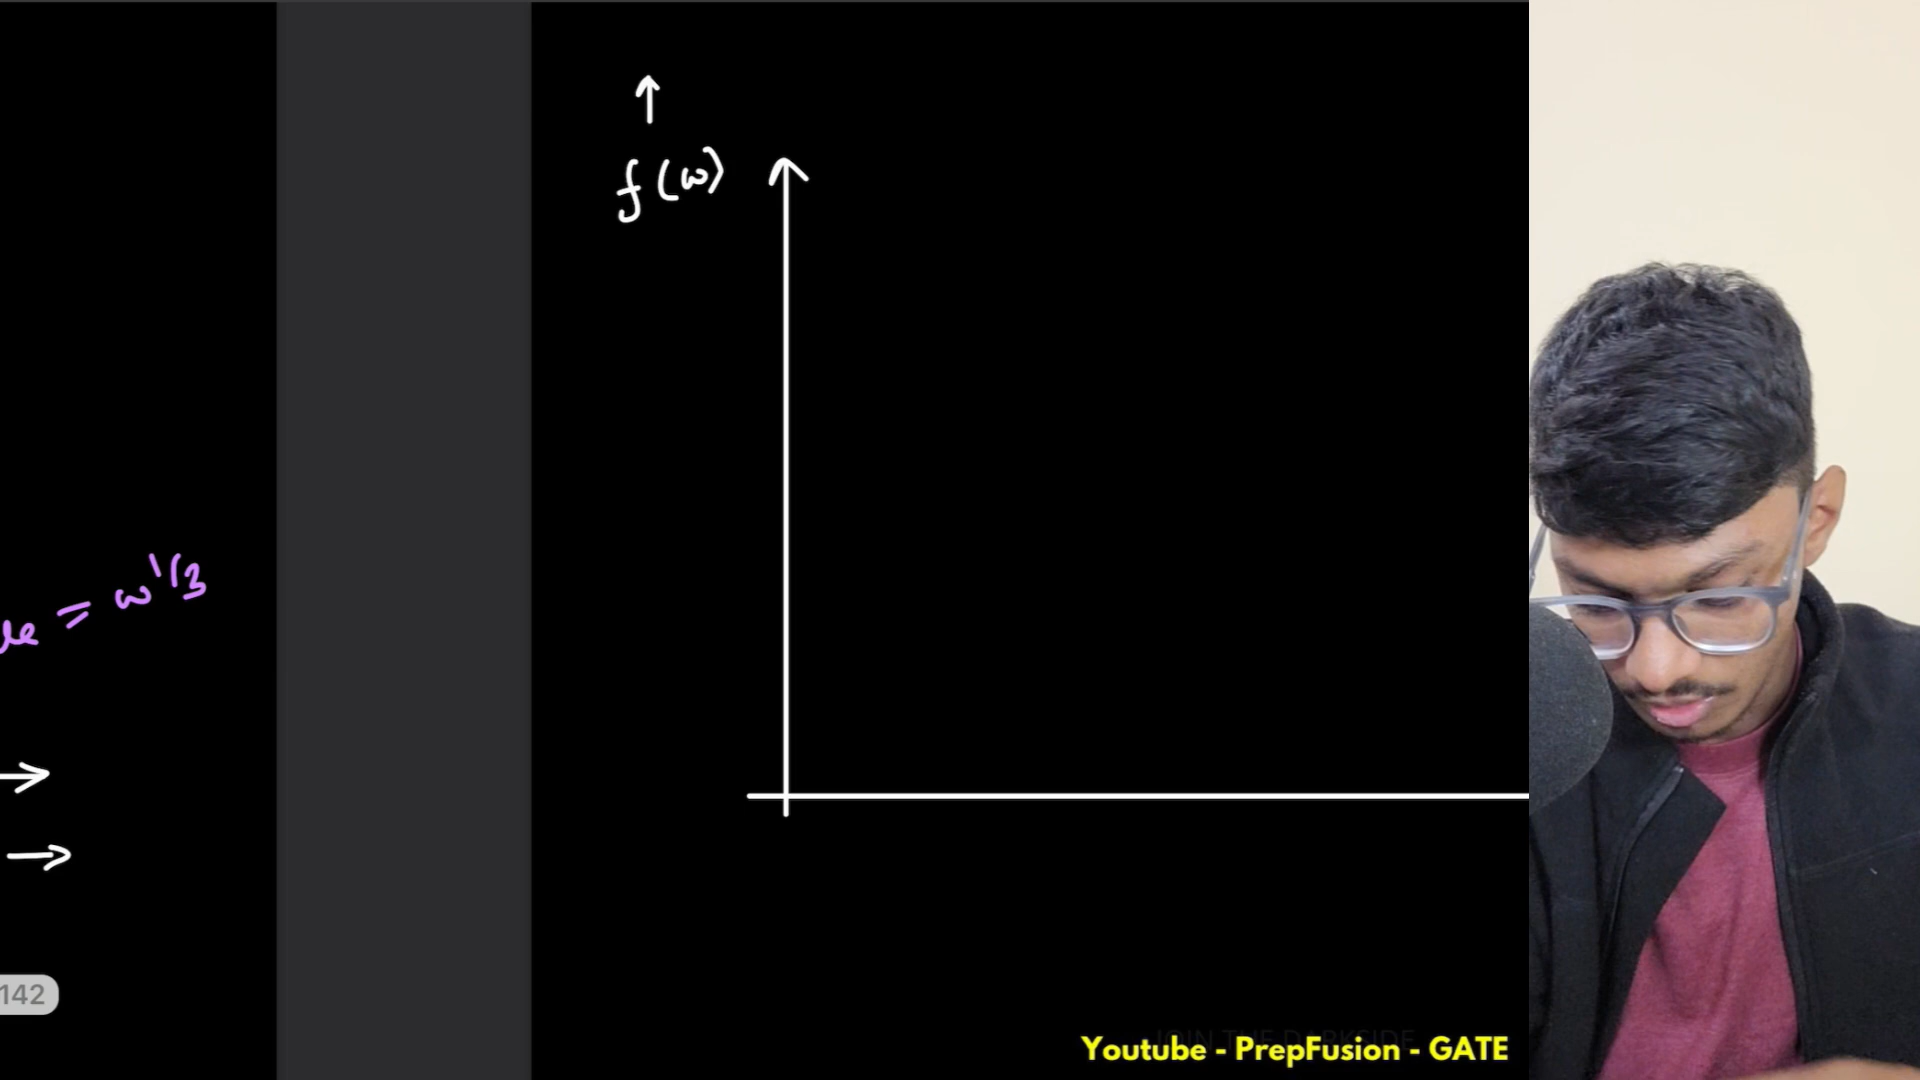 ↑
f(ω)
= ω^1/3
→
→
142
Youtube - PrepFusion - GATE